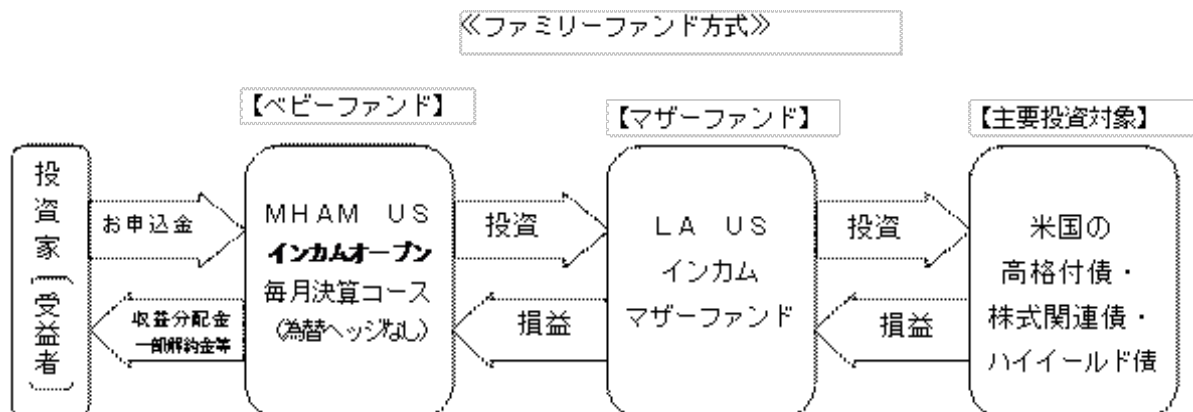 ≪ファミリーファンド方式≫
【ベビーファンド】
【マザーファンド】
【主要投資対象】
投資家(受益者)
お申込金
収益分配金
一部解約金等
MHAM US
インカムオープン
毎月決算コース
(為替ヘッジなし)
投資
損益
LA US
インカム
マザーファンド
投資
損益
米国の
高格付債・
株式関連債・
ハイイールド債